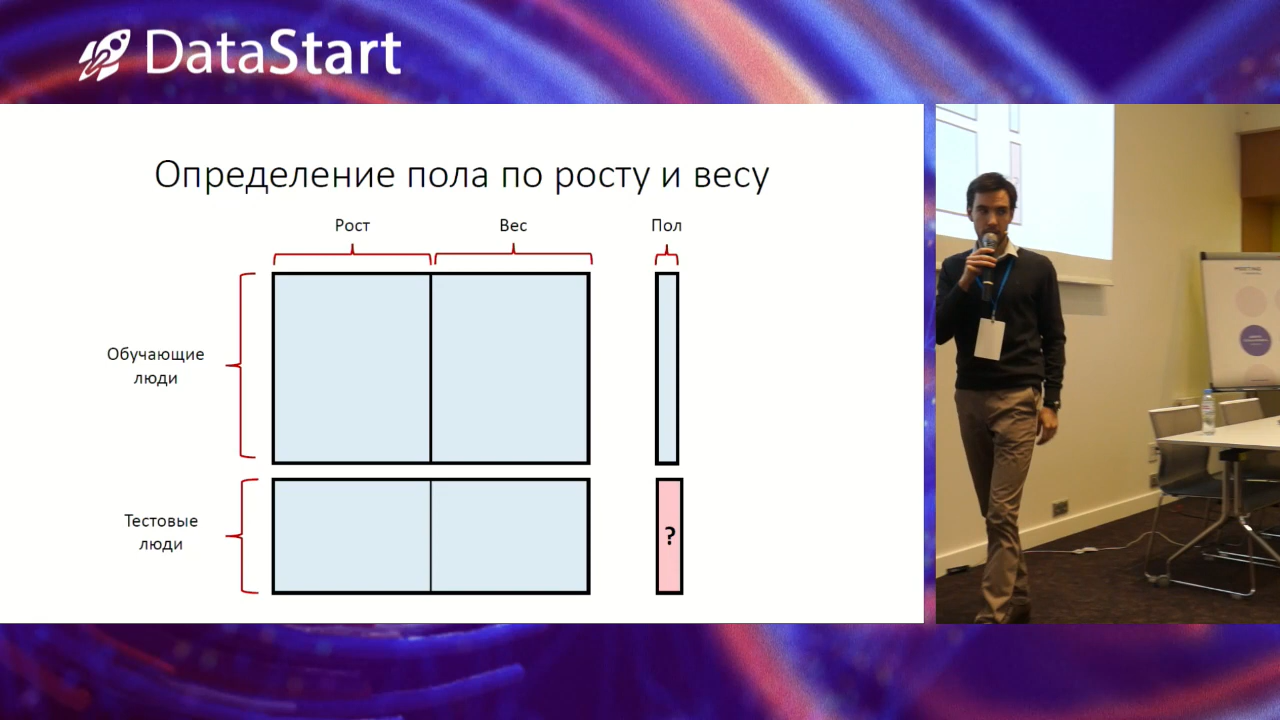 DataStart
Определение пола по росту и весу
Рост
Вес
Пол
Обучающие
люди
Тестовые
люди
?